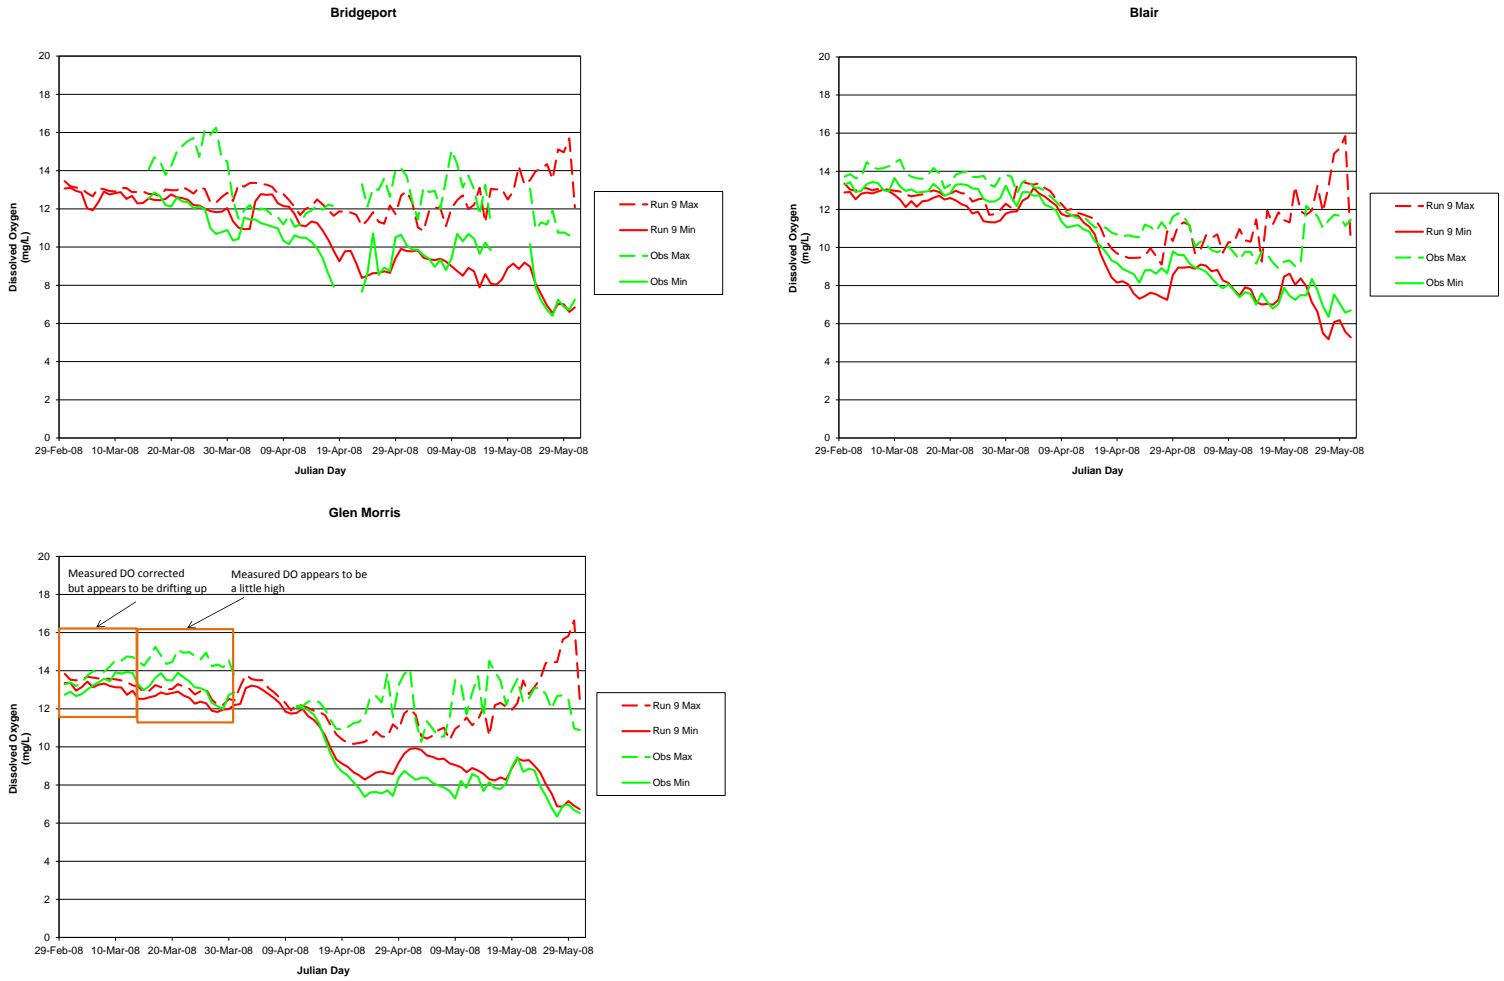 Bridgeport
20
18
16
14
12
10
8
6
4
2
0
Dissolved Oxygen
(mg/L)
29-Feb-08 10-Mar-08 20-Mar-08 30-Mar-08 09-Apr-08 19-Apr-08 29-Apr-08 09-May-08 19-May-08 29-May-08
Julian Day
Run 9 Max
Run 9 Min
Obs Max
Obs Min
Blair
20
18
16
14
12
10
8
6
4
2
0
Dissolved Oxygen
(mg/L)
29-Feb-08 10-Mar-08 20-Mar-08 30-Mar-08 09-Apr-08 19-Apr-08 29-Apr-08 09-May-08 19-May-08 29-May-08
Julian Day
Run 9 Max
Run 9 Min
Obs Max
Obs Min
Glen Morris
20
18
16
14
12
10
8
6
4
2
0
Dissolved Oxygen
(mg/L)
Measured DO corrected
but appears to be drifting up
Measured DO appears to be
a little high
29-Feb-08 10-Mar-08 20-Mar-08 30-Mar-08 09-Apr-08 19-Apr-08 29-Apr-08 09-May-08 19-May-08 29-May-08
Julian Day
Run 9 Max
Run 9 Min
Obs Max
Obs Min